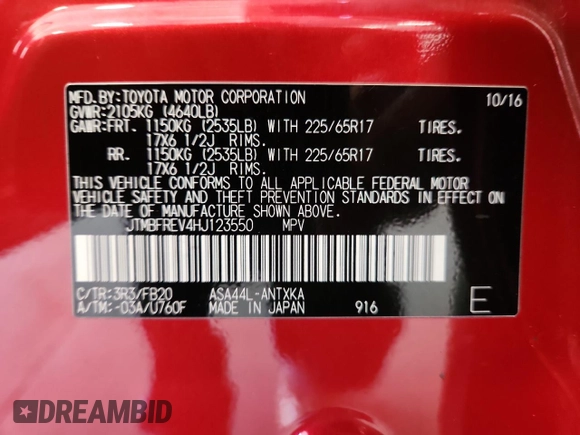 MFD.BY:TOYOTA MOTOR CORPORATION 10/16
GVWR:2105KG (4640LB)
GAWR:FRT. 1150KG (2535LB) WITH 225/65R17 TIRES.
17X6 1/2J RIMS.
RR. 1150KG (2535LB) WITH 225/65R17 TIRES.
17X6 1/2J RIMS.
THIS VEHICLE CONFORMS TO ALL APPLICABLE FEDERAL MOTOR
VEHICLE SAFETY AND THEFT PREVENTION STANDARDS IN EFFECT ON
THE DATE OF MANUFACTURE SHOWN ABOVE.
JTMBFREV4HJ123550 MPV
C/TR:3R3/FB20 ASA44L-ANTXKA
A/TM:-03A/U760F MADE IN JAPAN 916 E
DREAMBID